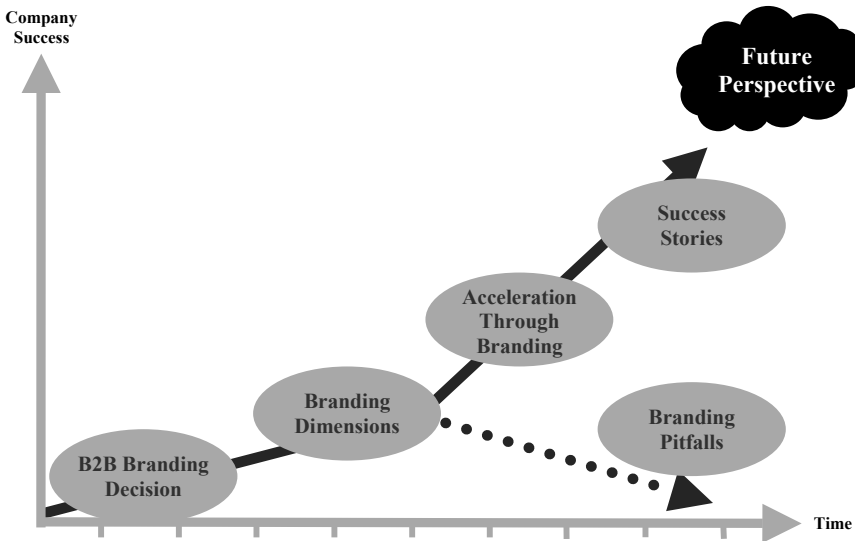 Company
Success
Future
Perspective
Success
Stories
Acceleration
Through
Branding
Branding
Dimensions
Branding
Pitfalls
B2B Branding
Decision
Time